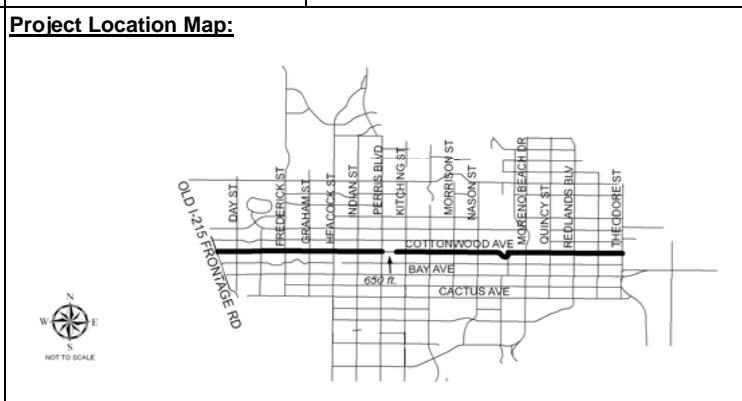 Project Location Map:
OLD I-215 FRONTAGE RD
DAY ST
FREDERICK ST
GRAHAM ST
HEACOCK ST
NDIAN ST
PERRIS BLVD
KITCHING ST
MORRISON ST
NASON ST
MORENO BEACH DR
QUINCY ST
REDLANDS BLV
THEODORE ST
COTTONWOOD AVE
BAY AVE
650 ft.
CACTUS AVE
N
W E
S
NOT TO SCALE